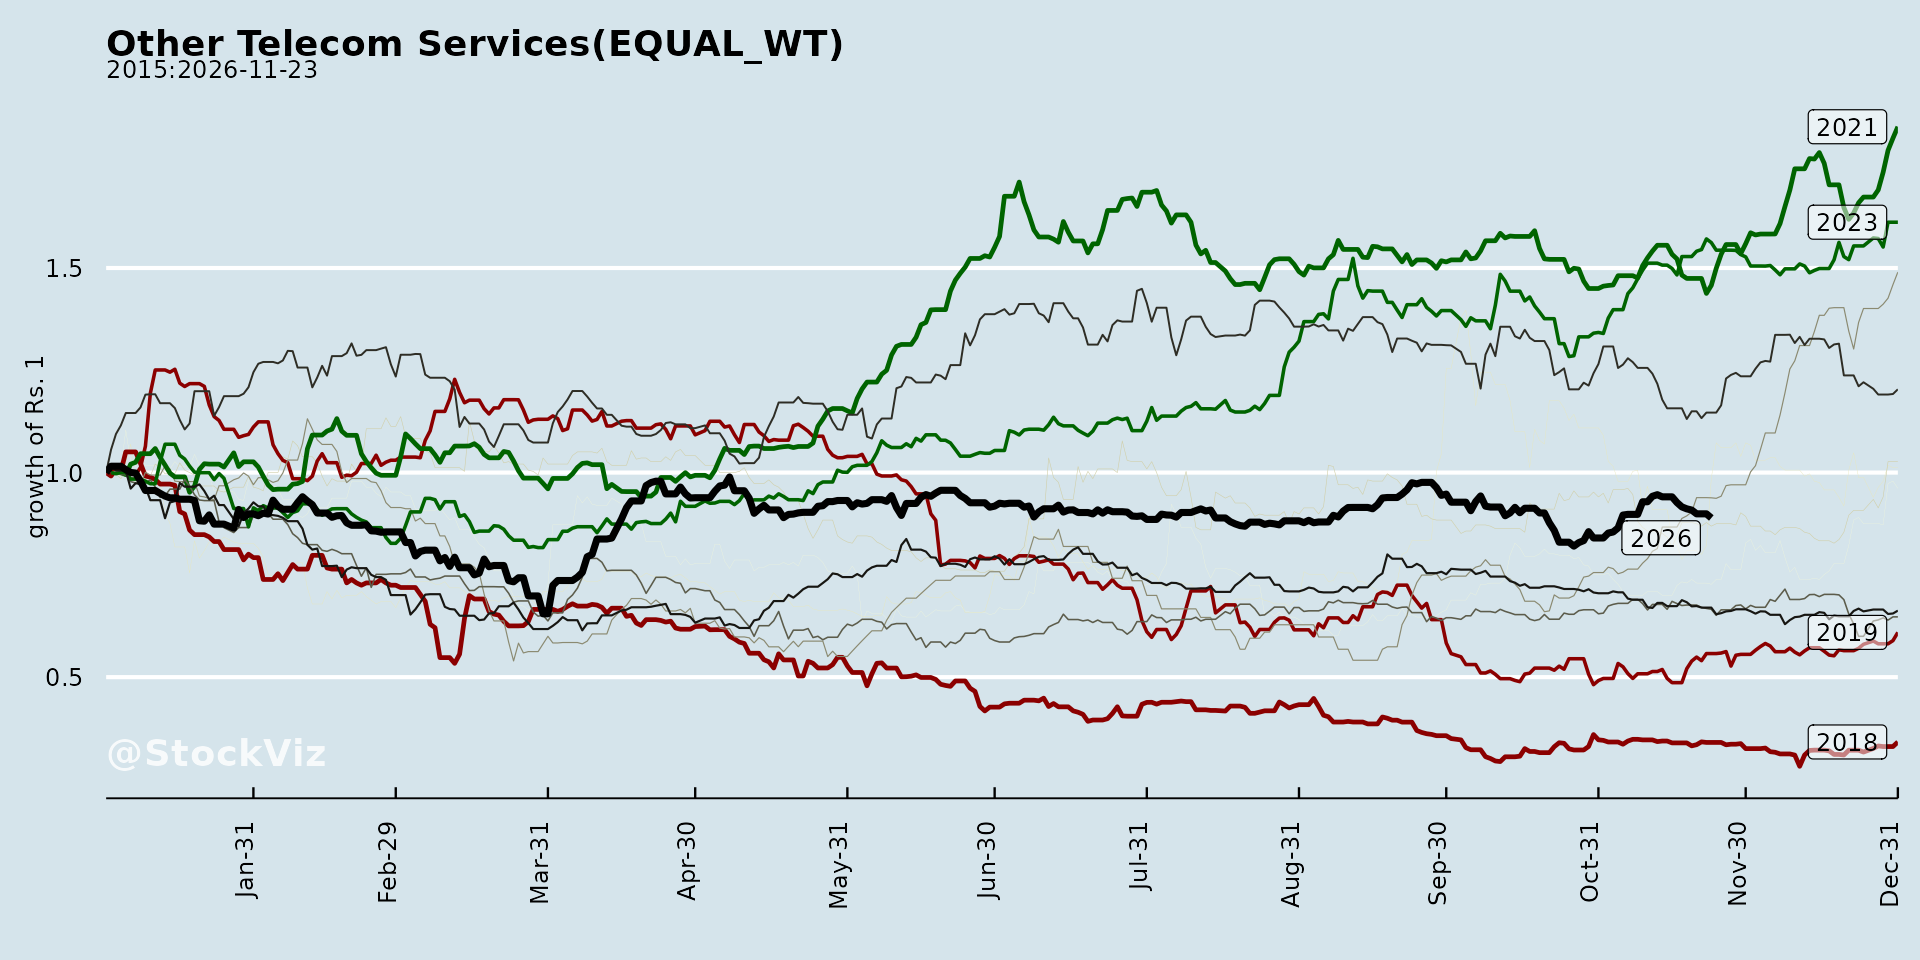 Other Telecom Services(EQUAL_WT)
2015:2026-11-23
growth of Rs. 1
1.5
1.0
0.5
2021
2023
2026
2019
2018
@StockViz
Jan-31
Feb-29
Mar-31
Apr-30
May-31
Jun-30
Jul-31
Aug-31
Sep-30
Oct-31
Nov-30
Dec-31